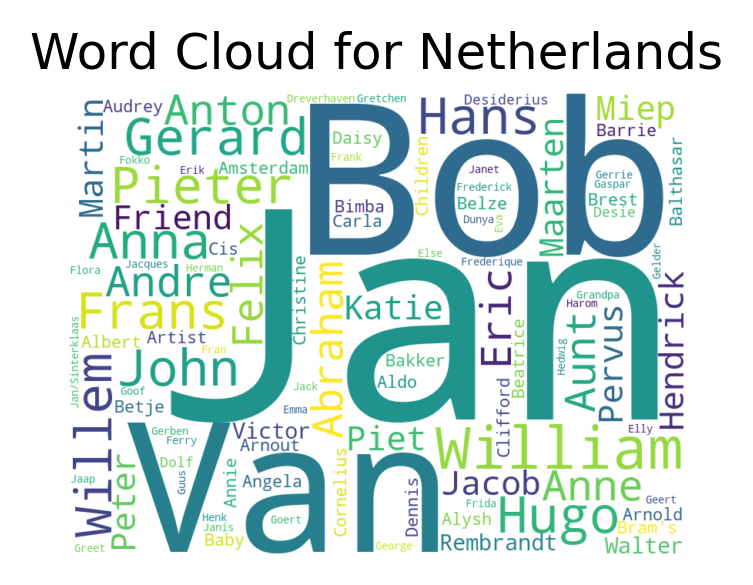 Word Cloud for Netherlands
Dreverhaven Gretchen
Audrey Anton Hans Desiderius Miep
Martin Gerard Bob Daisy Barrie
Fokko Erik Amsterdam Frank Children Janet Maarten Gerrie Balthasar
Pieter Frederick Gaspar
Friend Bimba Belze Brest
Carla Dunya Eva Desie
Anna Cis Felix Else Frederique Gelder
Flora Jacques Herman Jan
Andre Christine Abraham Katie Eric Harom Grandpa Hendrick
Frans Aunt Pervus
Jan/Sinterklaas Albert Artist Fran Bakker Beatrice Hedwig
John Aldo
Goof Jack Clifford
Willem Betje Van Emma Elly
Gerben Victor Piet William
Ferry Arnout
Peter Dolf Annie Angela Cornelius Dennis Jacob Anne
Jaap Guus Frida Geert
Henk Goert Alysh Hugo Arnold
Janis Bram's
Greet Baby George Rembrandt Walter